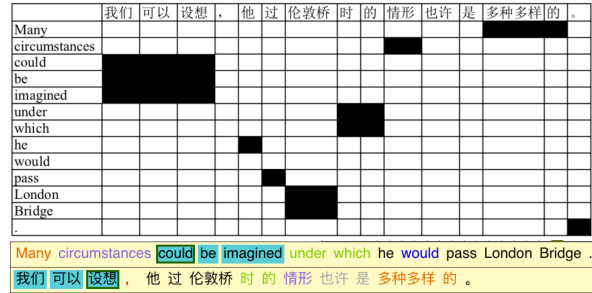 我们 可以 设想 ， 他 过 伦敦桥 时 的 情形 也许 是 多种多样 的 。
Many
circumstances
could
be
imagined
under
which
he
would
pass
London
Bridge
.
Many circumstances could be imagined under which he would pass London Bridge .
我们 可以 设想 ， 他 过 伦敦桥 时 的 情形 也许 是 多种多样 的 。